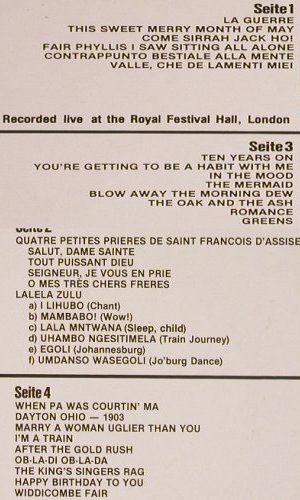 Seite 1
LA GUERRE
THIS SWEET MERRY MONTH OF MAY
COME SIRRAH JACK HO!
FAIR PHYLLIS I SAW SITTING ALL ALONE
CONTRAPPUNTO BESTIALE ALLA MENTE
VALLE, CHE DE LAMENTI MIEI
Recorded live at the Royal Festival Hall, London
Seite 3
TEN YEARS ON
YOU'RE GETTING TO BE A HABIT WITH ME
IN THE MOOD
THE MERMAID
BLOW AWAY THE MORNING DEW
THE OAK AND THE ASH
ROMANCE
GREENS
Seite 2
QUATRE PETITES PRIERES DE SAINT FRANCOIS D'ASSISE
SALUT, DAME SAINTE
TOUT PUISSANT DIEU
SEIGNEUR, JE VOUS EN PRIE
O MES TRÈS CHERS FRERES
LALELA ZULU
a) I LIHUBO (Chant)
b) MAMBABO! (Wow!)
c) LALA MNTWANA (Sleep, child)
d) UHAMBO NGESITIMELA (Train Journey)
e) EGOLI (Johannesburg)
f) UMDANSO WASEGOLI (Jo'burg Dance)
Seite 4
WHEN PA WAS COURTIN' MA
DAYTON OHIO — 1903
MARRY A WOMAN UGLIER THAN YOU
I'M A TRAIN
AFTER THE GOLD RUSH
OB-LA-DI OB-LA-DA
THE KING'S SINGERS RAG
HAPPY BIRTHDAY TO YOU
WIDDICOMBE FAIR